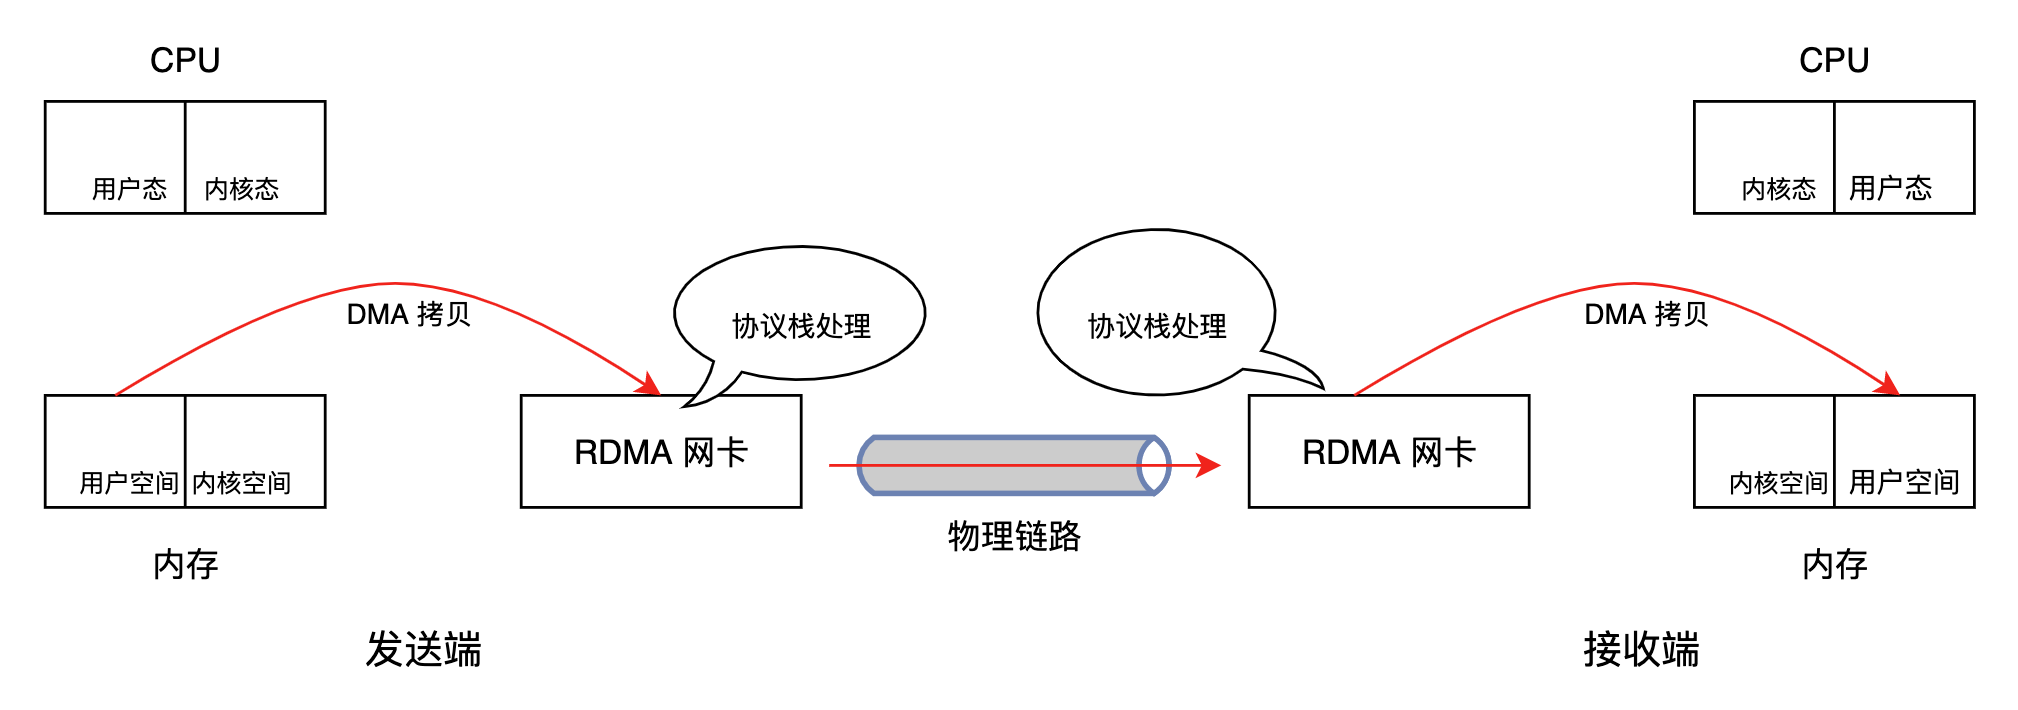 CPU
CPU
用户态
内核态
内核态
用户态
DMA 拷贝
协议栈处理
协议栈处理
DMA 拷贝
RDMA 网卡
RDMA 网卡
用户空间
内核空间
内核空间
用户空间
物理链路
内存
内存
发送端
接收端